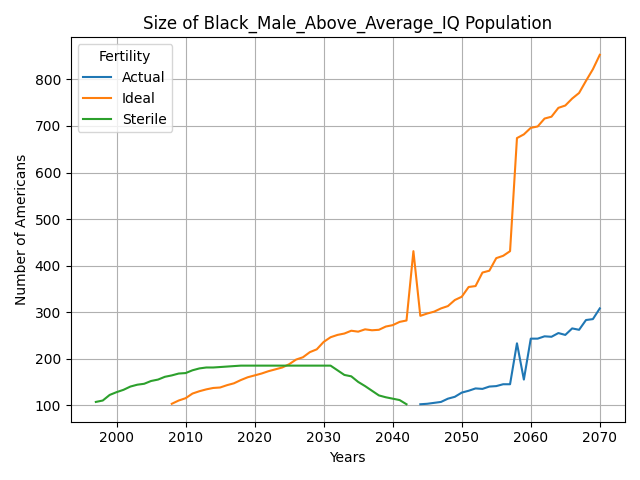 Size of Black_Male_Above_Average_IQ Population
Fertility
Actual
Ideal
Sterile
Number of Americans
800
700
600
500
400
300
200
100
2000 2010 2020 2030 2040 2050 2060 2070
Years